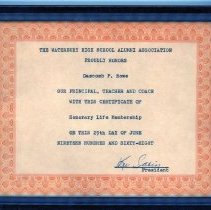 THE WATERBURY HIGH SCHOOL ALUMNI ASSOCIATION
PROUDLY HONORS
P. Rowe
OUR PRINCIPAL, TEACHER AND COACH
WITH THIS CERTIFICATE OF
Honorary Life Membership
ON THIS 29th DAY OF JUNE
NINETEEN HUNDRED AND SIXTY-EIGHT
President